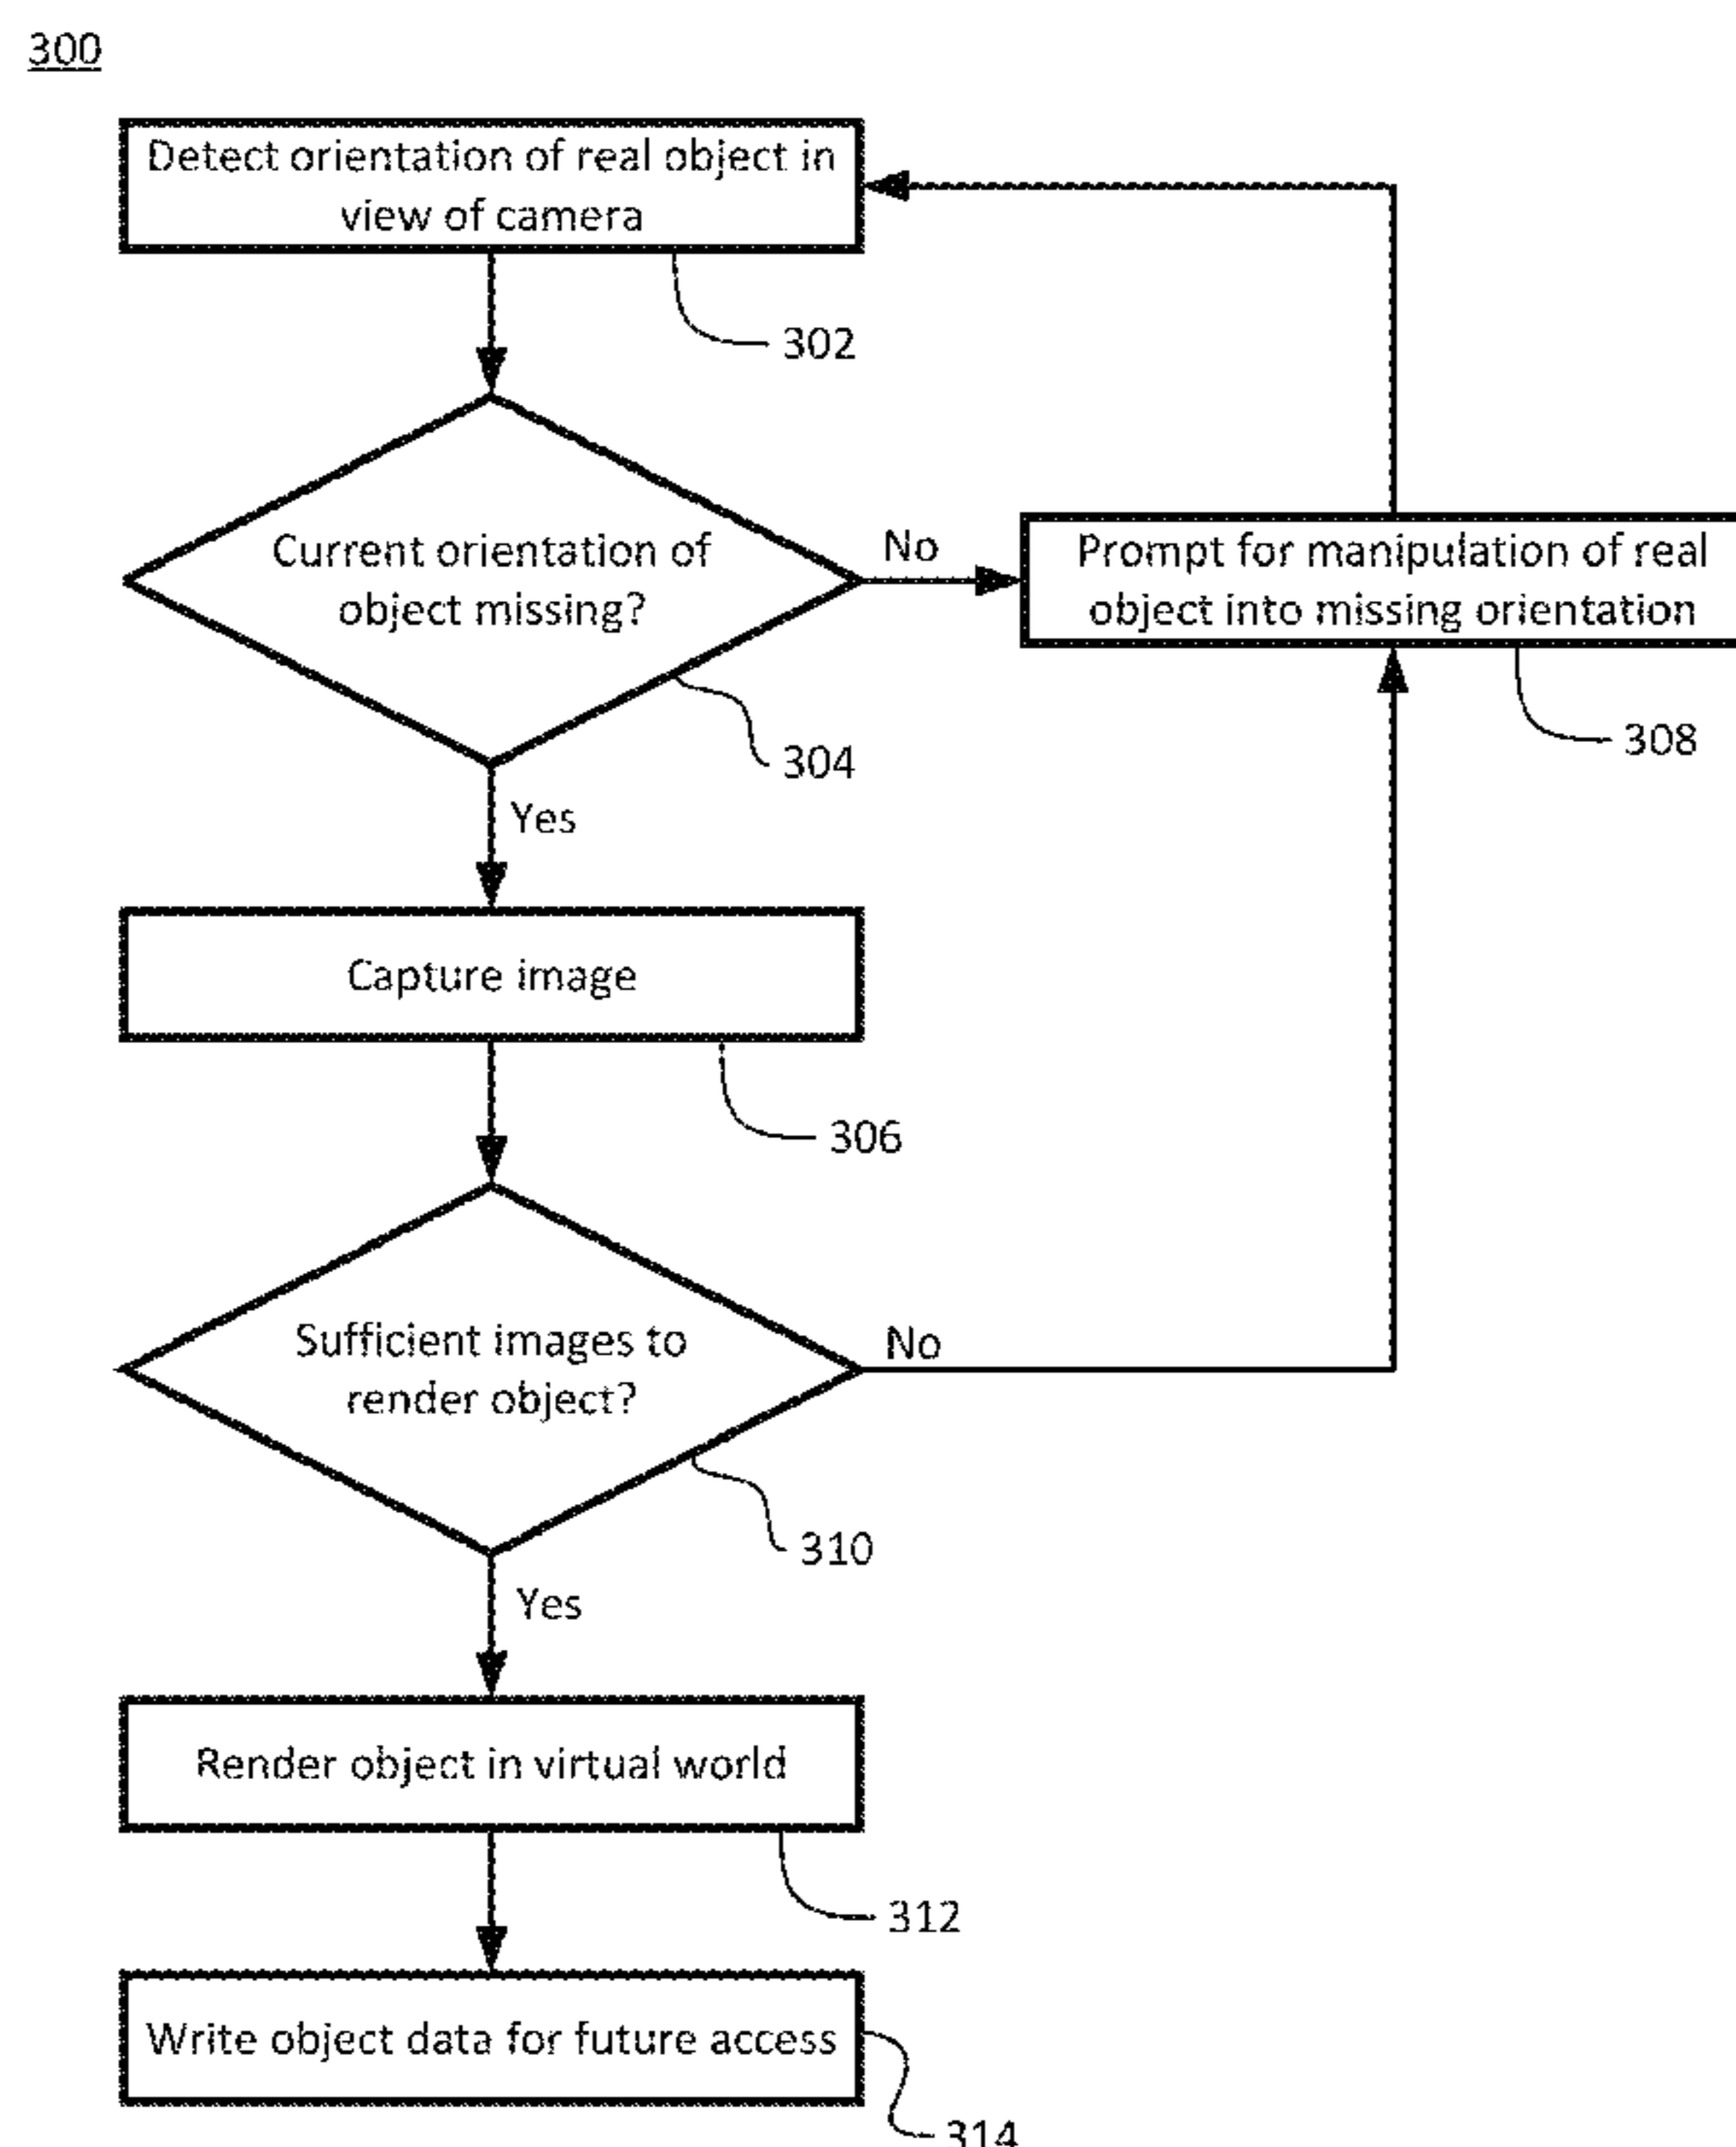 300
Detect orientation of real object in
view of camera
302
Current orientation of
object missing?
No
Prompt for manipulation of real
object into missing orientation
304
308
Yes
Capture image
306
Sufficient images to
render object?
No
310
Yes
Render object in virtual world
312
Write object data for future access
314